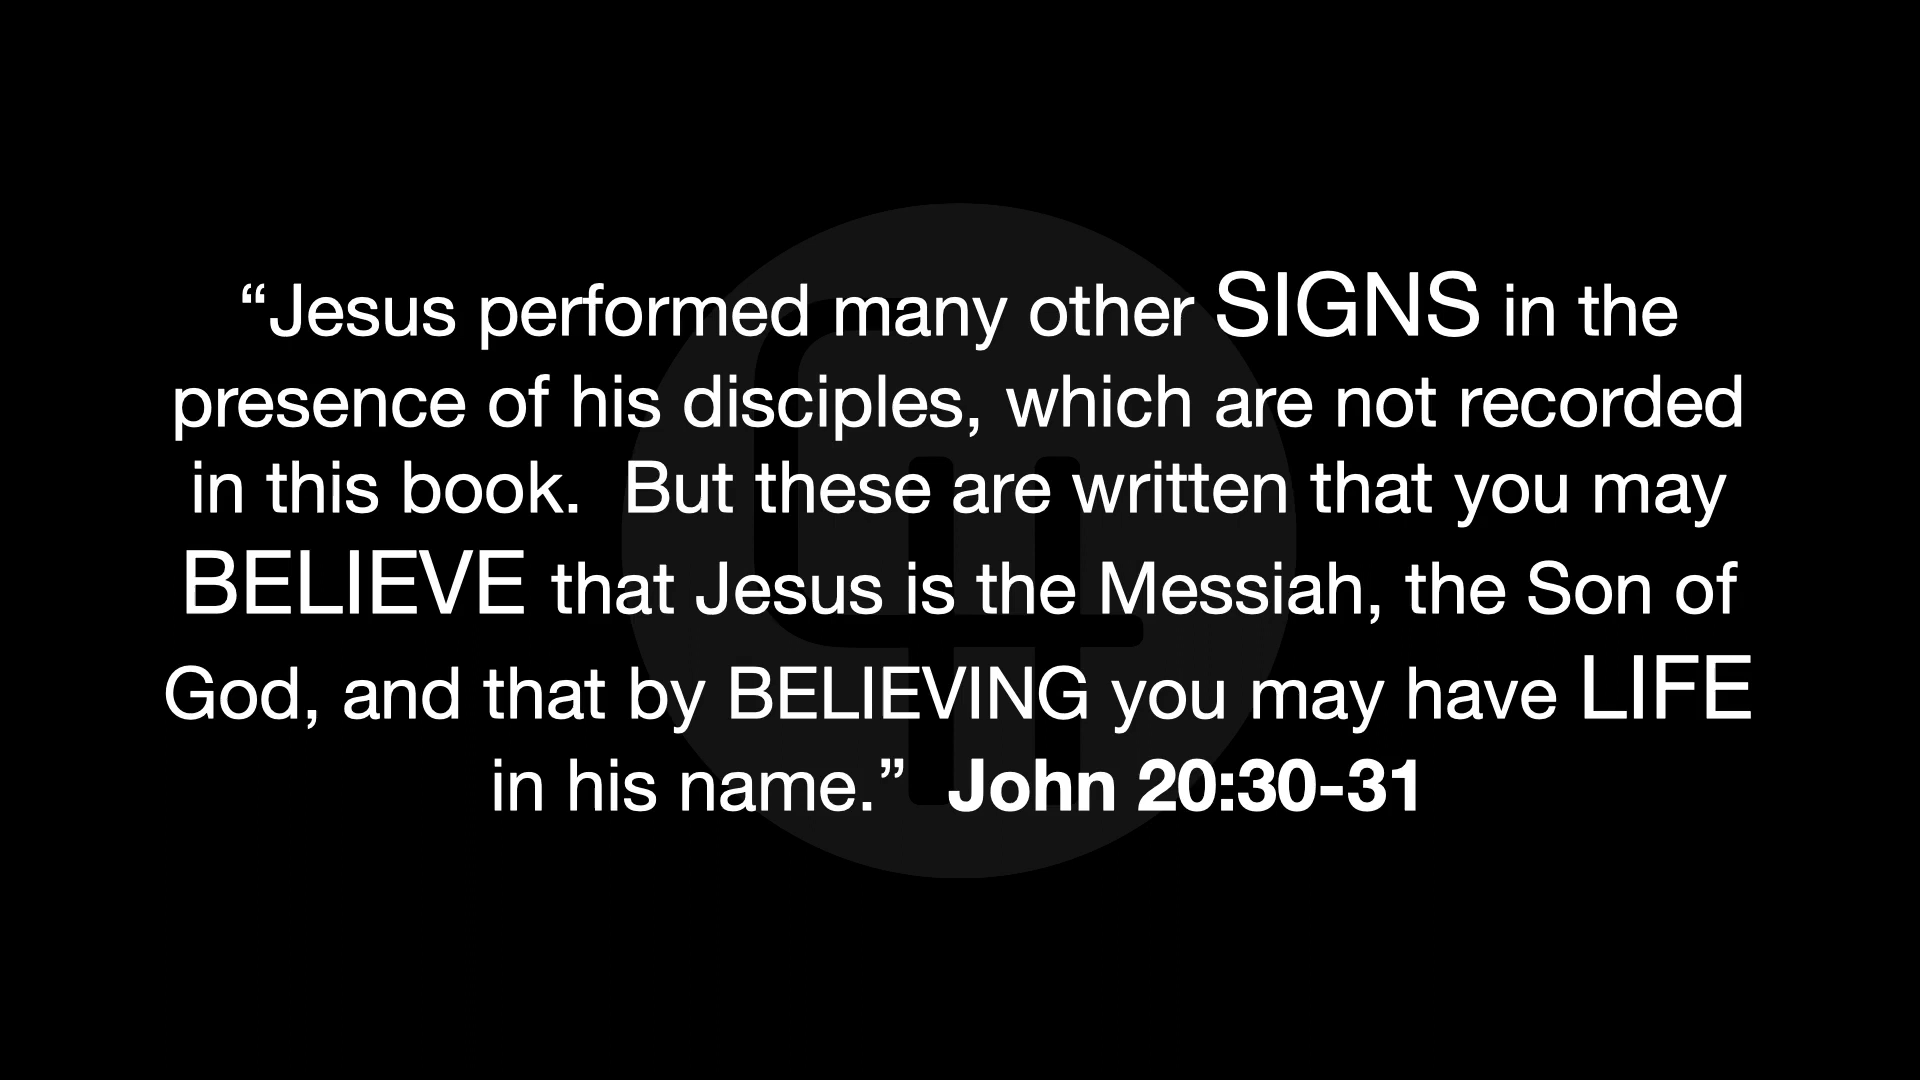 “Jesus performed many other SIGNS in the
presence of his disciples, which are not recorded
in this book.  But these are written that you may
BELIEVE that Jesus is the Messiah, the Son of
God, and that by BELIEVING you may have LIFE
in his name.”  John 20:30-31